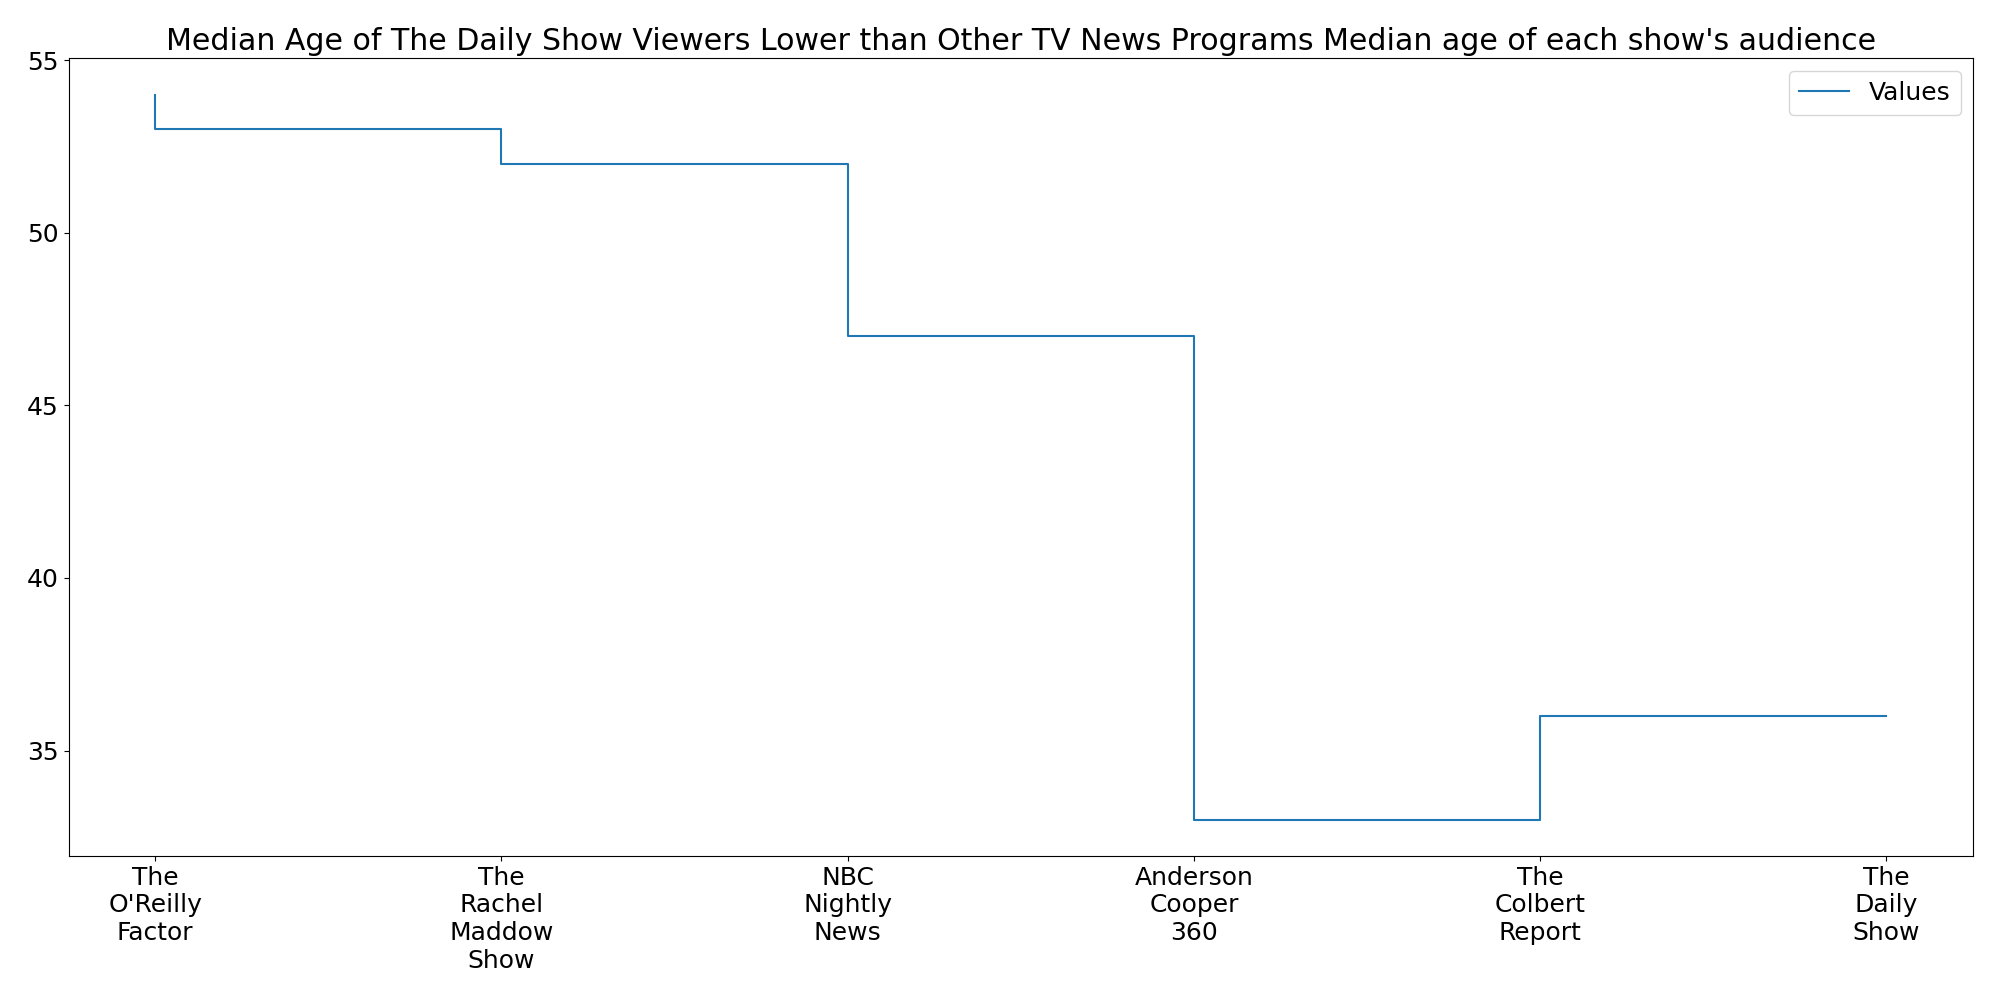 Median Age of The Daily Show Viewers Lower than Other TV News Programs Median age of each show's audience
Values
55
50
45
40
35
The
O'Reilly
Factor
The
Rachel
Maddow
Show
NBC
Nightly
News
Anderson
Cooper
360
The
Colbert
Report
The
Daily
Show